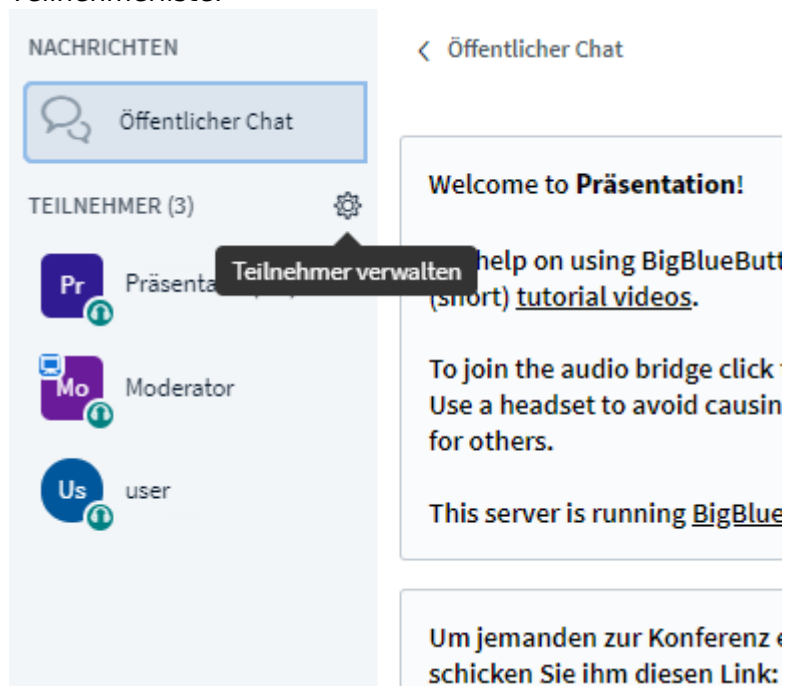 Teilnehmerliste.
NACHRICHTEN
Öffentlicher Chat
TEILNEHMER (3)
Teilnehmer verwalten
Pr
Mo Moderator
Us user
Öffentlicher Chat
Welcome to Präsentation!
help on using BigBlueButt
(short) tutorial videos.
To join the audio bridge click
Use a headset to avoid causin
for others.
This server is running BigBlue
Um jemanden zur Konferenz e
schicken Sie ihm diesen Link: